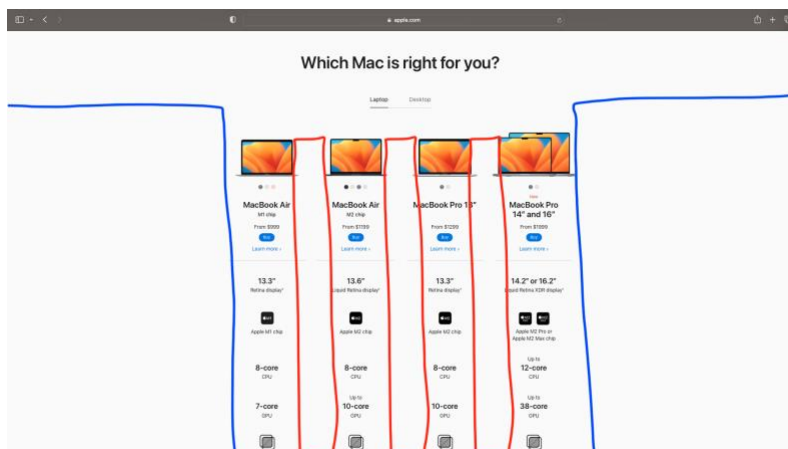 apple.com
Which Mac is right for you?
Laptop Desktop
MacBook Air
M1 chip
From $999
Buy
Learn more ›
13.3"
Retina display¹
Apple M1 chip
8-core
CPU
7-core
GPU
MacBook Air
M2 chip
From $1199
Buy
Learn more ›
13.6"
Liquid Retina display¹
Apple M2 chip
8-core
CPU
Up to
10-core
GPU
MacBook Pro 13"
From $1299
Buy
Learn more ›
13.3"
Retina display¹
Apple M2 chip
8-core
CPU
10-core
GPU
New
MacBook Pro
14" and 16"
From $1999
Buy
Learn more ›
14.2" or 16.2"
Liquid Retina XDR display¹
Apple M2 Pro or
Apple M2 Max chip
Up to
12-core
CPU
Up to
38-core
GPU